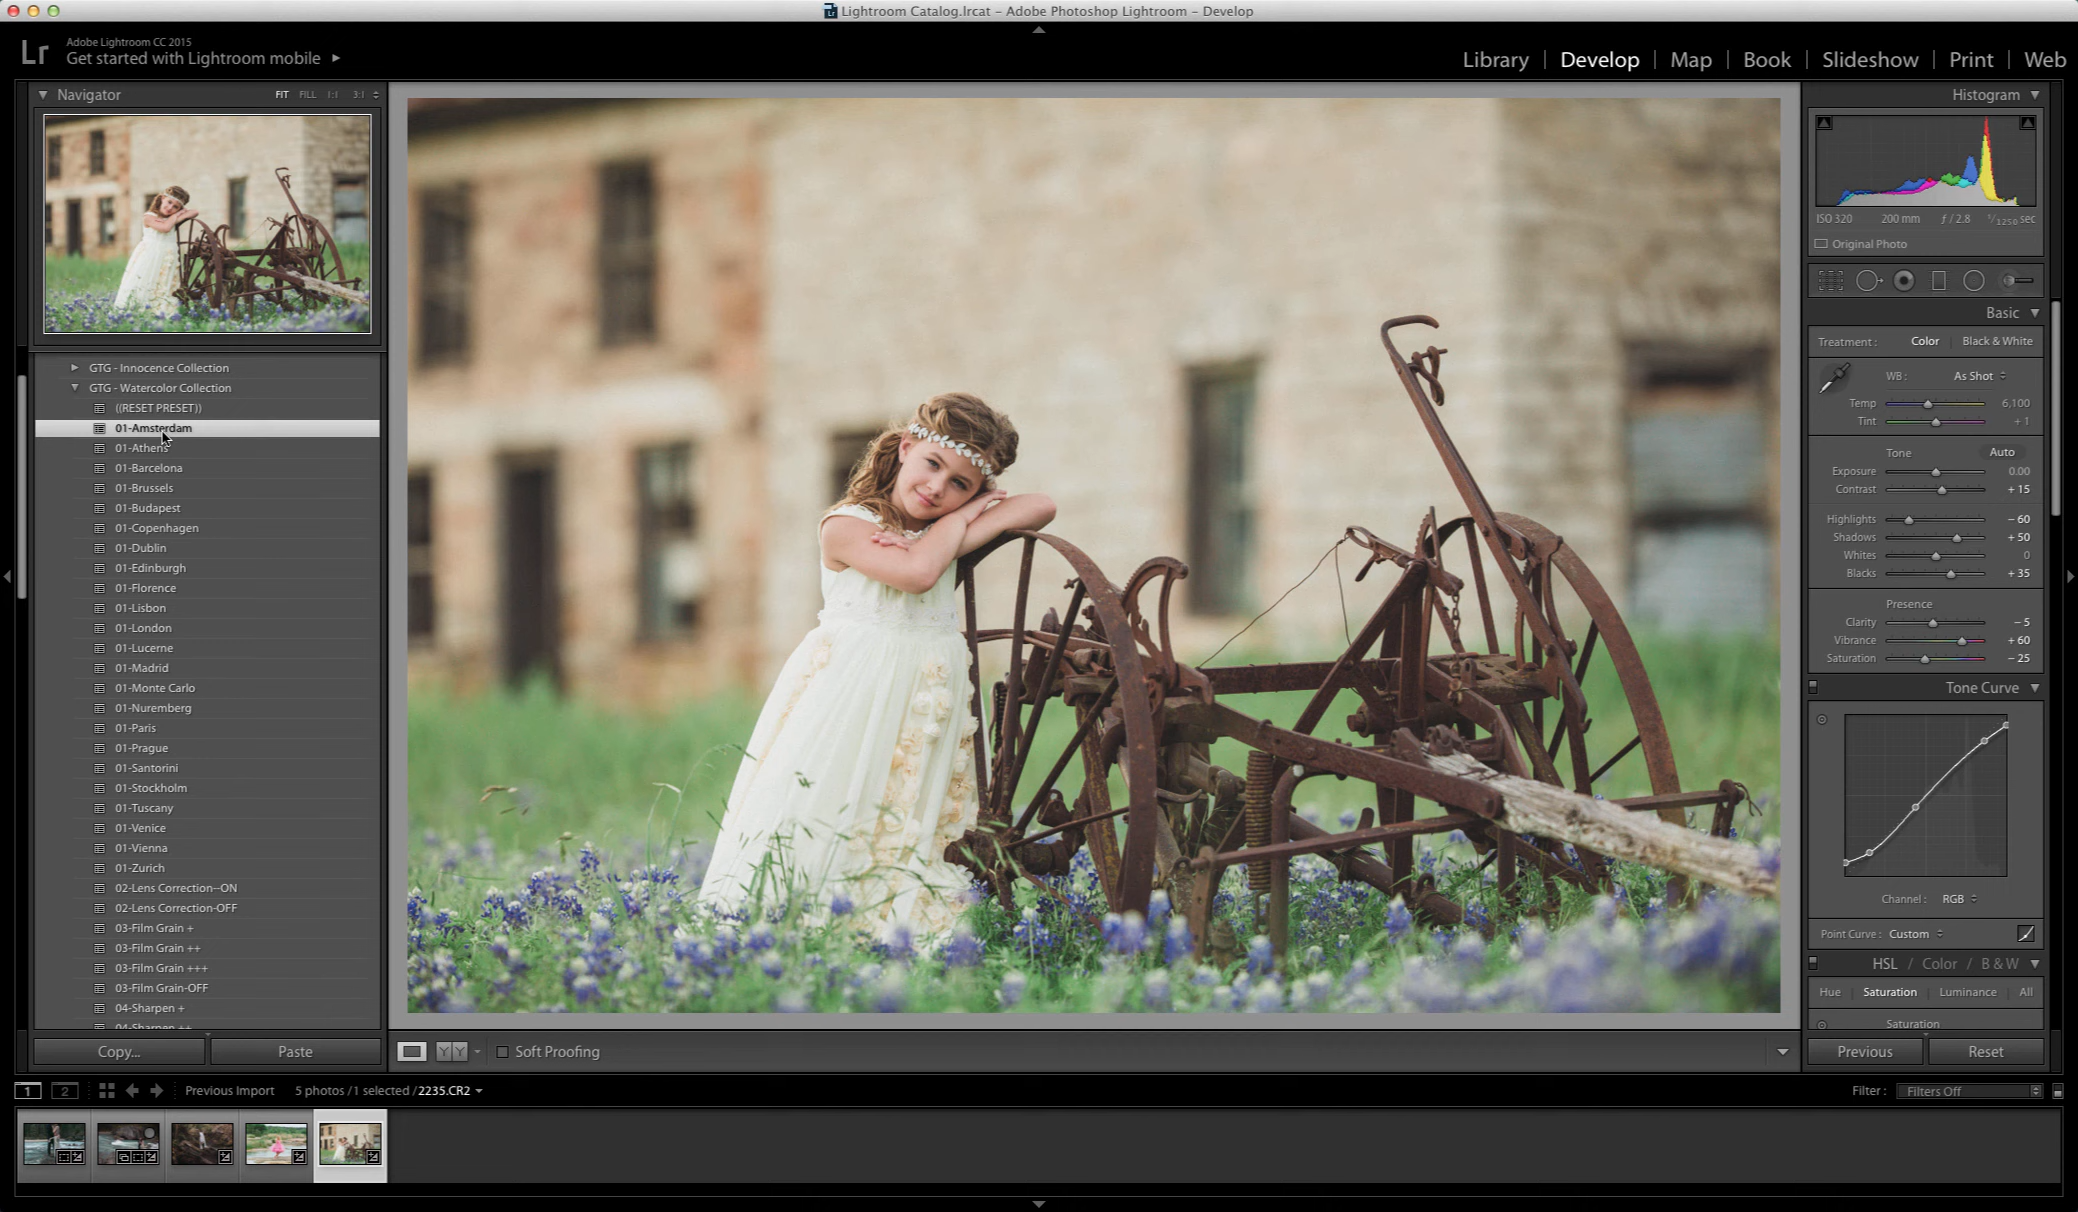 Lightroom Catalog.lrcat – Adobe Photoshop Lightroom – Develop
Lr
Adobe Lightroom CC 2015
Get started with Lightroom mobile
Library | Develop | Map | Book | Slideshow | Print | Web
Navigator FIT FILL 1:1 3:1
GTG - Innocence Collection
GTG - Watercolor Collection
((RESET PRESET))
01-Amsterdam
01-Athens
01-Barcelona
01-Brussels
01-Budapest
01-Copenhagen
01-Dublin
01-Edinburgh
01-Florence
01-Lisbon
01-London
01-Lucerne
01-Madrid
01-Monte Carlo
01-Nuremberg
01-Paris
01-Prague
01-Santorini
01-Stockholm
01-Tuscany
01-Venice
01-Vienna
01-Zurich
02-Lens Correction--ON
02-Lens Correction-OFF
03-Film Grain +
03-Film Grain ++
03-Film Grain +++
03-Film Grain-OFF
04-Sharpen +
04-Sharpen ++
Copy... Paste
Y Y
Soft Proofing
Histogram
ISO 320 200 mm ƒ / 2.8 1/1250 sec
Original Photo
Basic
Treatment : Color | Black & White
WB : As Shot
Temp 6,100
Tint + 1
Tone Auto
Exposure 0.00
Contrast + 15
Highlights – 60
Shadows + 50
Whites 0
Blacks + 35
Presence
Clarity – 5
Vibrance + 60
Saturation – 25
Tone Curve
Channel : RGB
Point Curve : Custom
HSL / Color / B & W
Hue Saturation Luminance All
Saturation
Previous Reset
1 2 Previous Import 5 photos / 1 selected / 2235.CR2
Filter : Filters Off